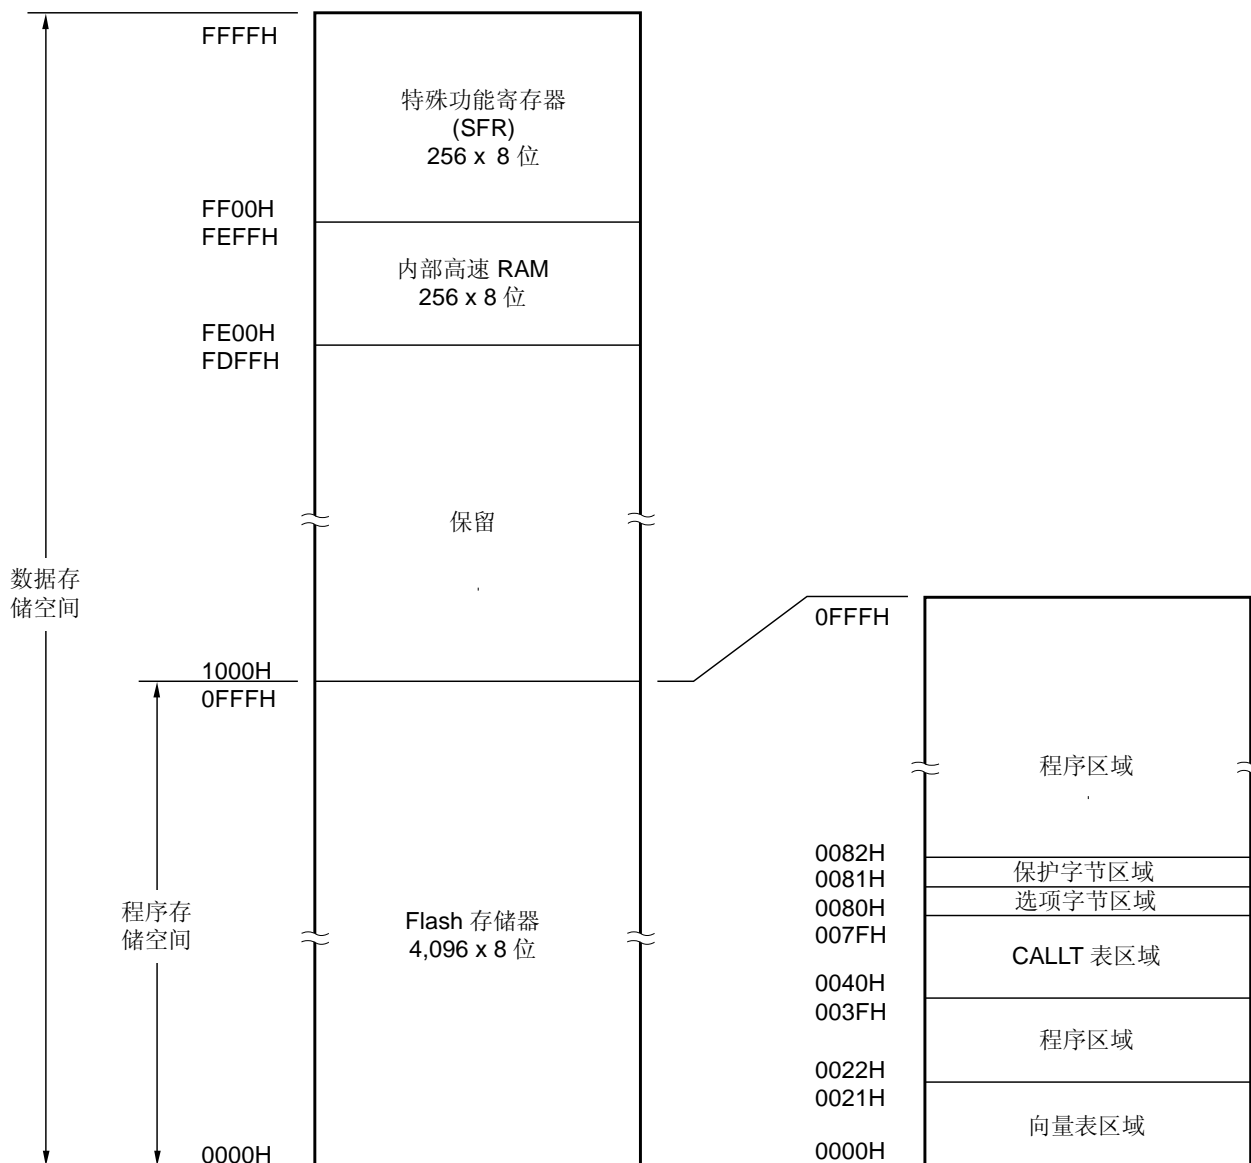 FFFFH
特殊功能寄存器
(SFR)
256 x 8 位
FF00H
FEFFH
内部高速 RAM
256 x 8 位
FE00H
FDFFH
保留
数据存
储空间
1000H
0FFFH
程序存
储空间
Flash 存储器
4,096 x 8 位
0000H
0FFFH
程序区域
0082H
保护字节区域
0081H
选项字节区域
0080H
007FH
CALLT 表区域
0040H
003FH
程序区域
0022H
0021H
向量表区域
0000H